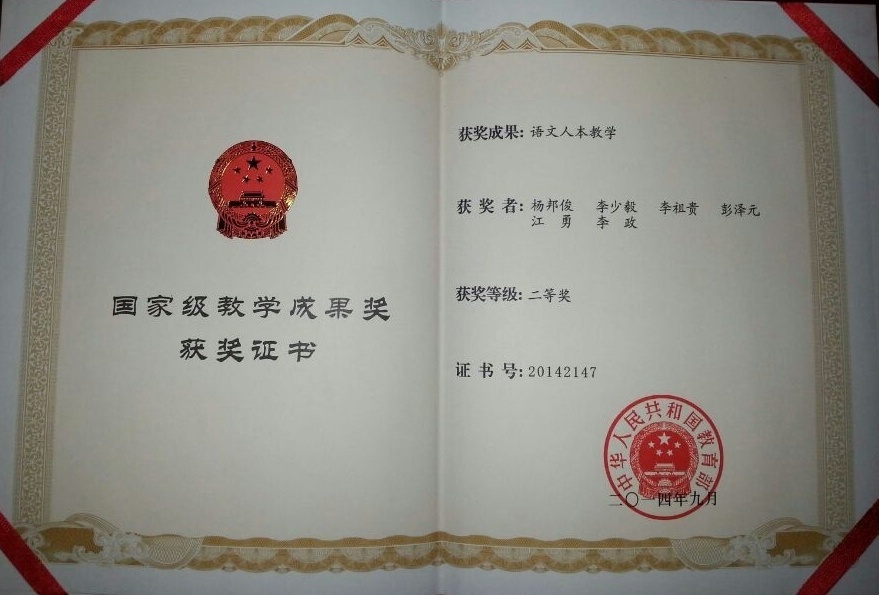 国家级教学成果奖
获奖证书
获奖成果: 语文人本教学
获 奖 者: 杨邦俊 李少毅 李祖贵 彭泽元
江 勇 李 政
获奖等级: 二等奖
证 书 号: 20142147
中华人民共和国教育部
二〇一四年九月